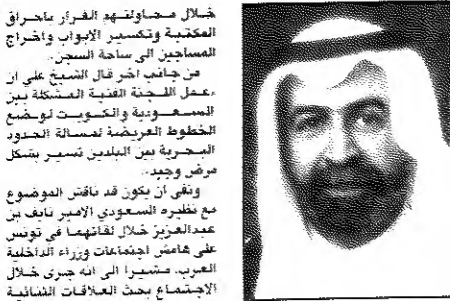 خلال محاولتهم الفرار باحراق
المكتبة وتكسير الابواب واخراج
المساجين الى ساحة السجن.
من جانب اخر قال الشيخ علي ان
«عمل اللجنة الفنية المشكلة بين
السعودية والكويت لوضع
الخطوط العريضة لمسالة الحدود
البحرية بين البلدين تسير بشكل
مرض وجيد».
ونفى أن يكون قد ناقش الموضوع
مع نظيره السعودي الامير نايف بن
عبدالعزيز خلال لقائهما في تونس
على هامش اجتماعات وزراء الداخلية
العرب. مشيرا الى انه جرى خلال
الاجتماع بحث العلاقات الثنائية